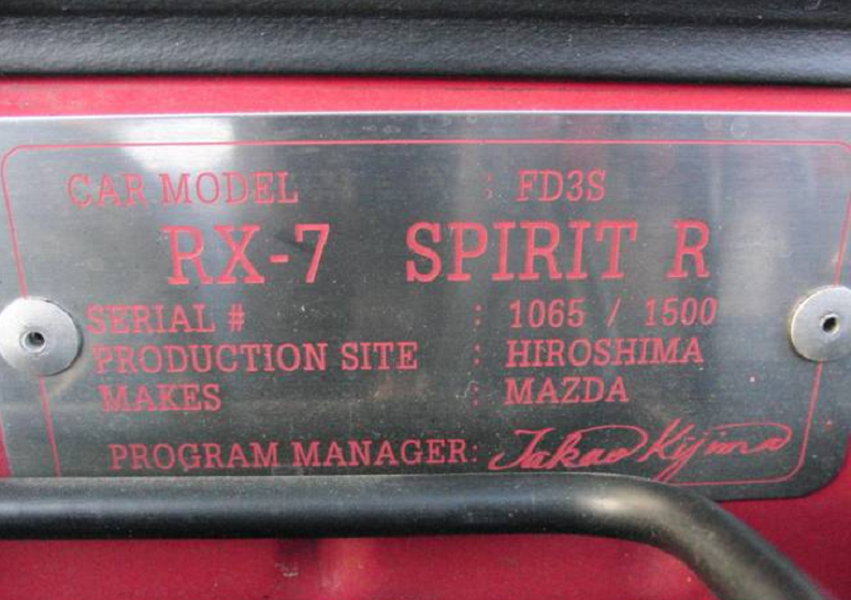 CAR MODEL : FD3S
RX-7 SPIRIT R
SERIAL # : 1065 / 1500
PRODUCTION SITE : HIROSHIMA
MAKES : MAZDA
PROGRAM MANAGER: Takao Kijima